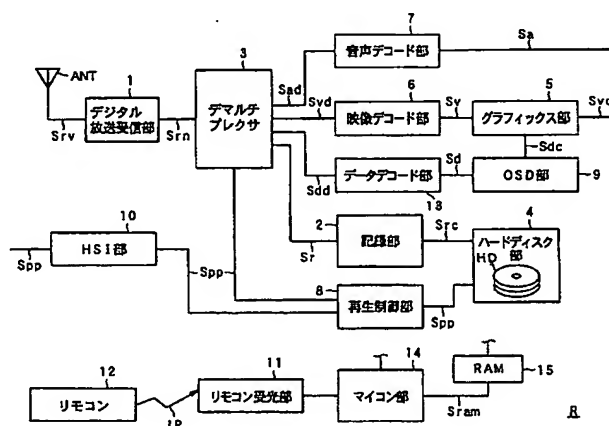 ANT
1
デジタル
放送受信部
Srv
Srn
3
デマルチ
プレクサ
Sad
Svd
Sdd
Sr
7
音声デコード部
Sa
6
映像デコード部
Sv
5
グラフィックス部
Svo
Sdc
データデコード部
13
Sd
OSD部
9
2
記録部
Src
4
ハードディスク
部
HD
8
再生制御部
Spp
10
HSI部
Spp
Spp
12
リモコン
IR
11
リモコン受光部
14
マイコン部
Sram
RAM
15
R